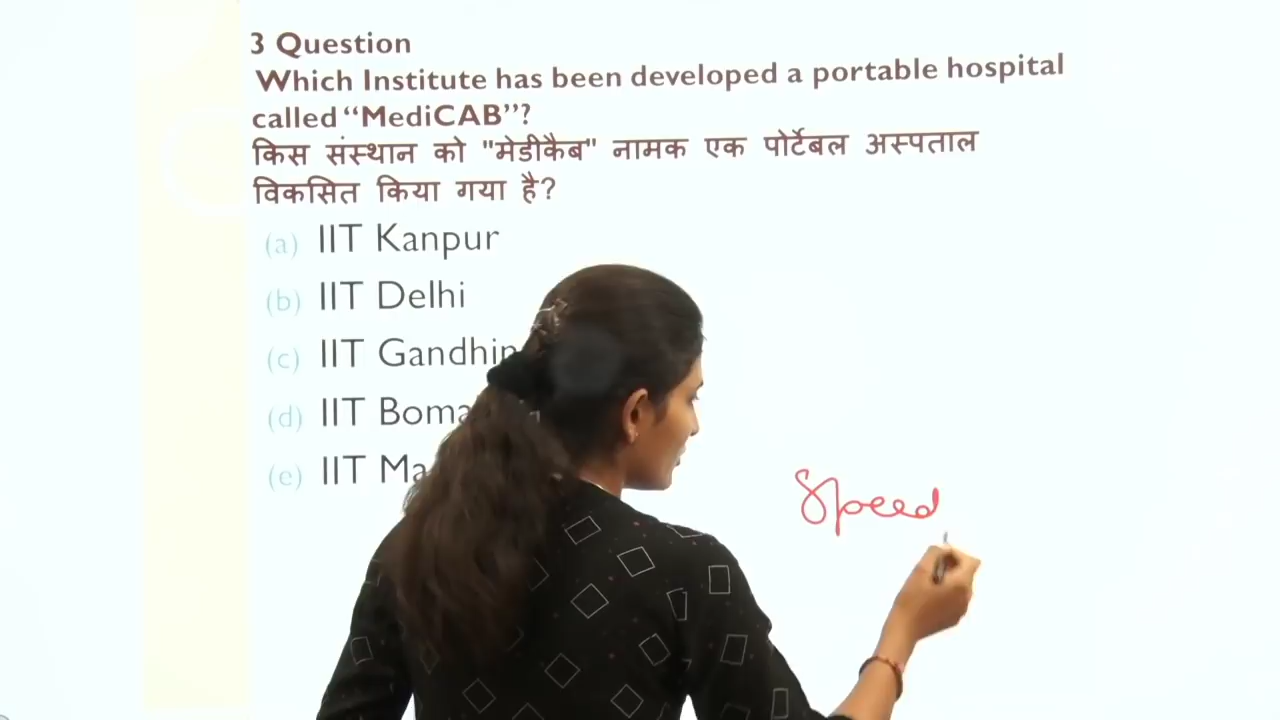 3 Question
Which Institute has been developed a portable hospital
called “MediCAB”?
किस संस्थान को "मेडीकैब" नामक एक पोर्टेबल अस्पताल
विकसित किया गया है?
(a) IIT Kanpur
(b) IIT Delhi
(c) IIT
(d) IIT
(e) IIT
Speed